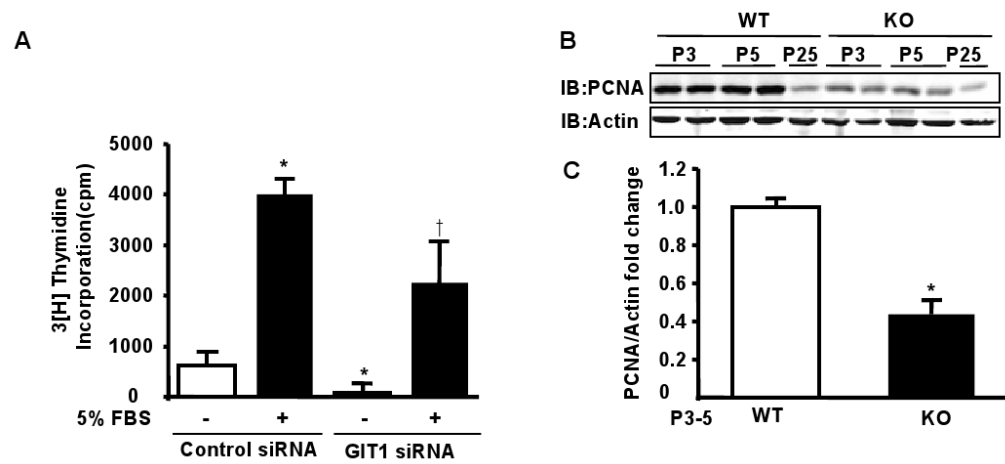 A
3[H] Thymidine
Incorporation(cpm)
5000
4000
3000
2000
1000
0
*
*
†
5% FBS - + - +
Control siRNA GIT1 siRNA
B
WT KO
P3 P5 P25 P3 P5 P25
IB:PCNA
IB:Actin
C
PCNA/Actin fold change
1.2
1.0
0.8
0.6
0.4
0.2
0
*
P3-5 WT KO